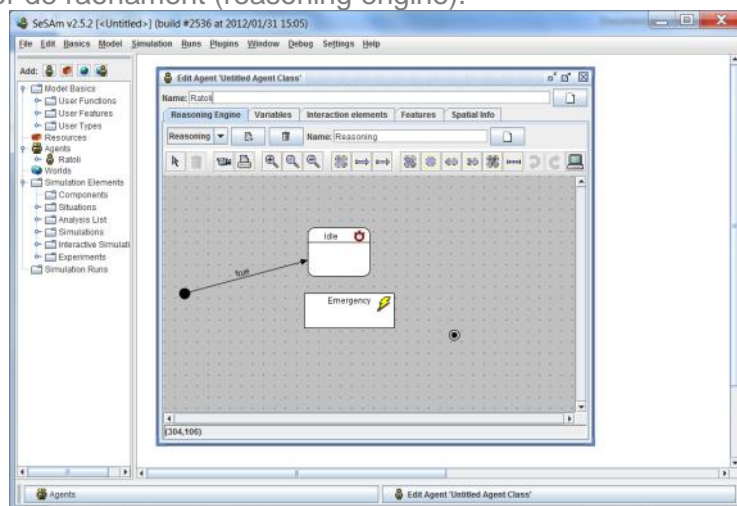 (reasoning engine).
SeSAm v2.5.2 [<Untitled>] (build #2536 at 2012/01/31 15:05)
File Edit Basics Model Simulation Runs Plugins Window Debug Settings Help
Add:
Model Basics
User Functions
User Features
User Types
Resources
Agents
Ratoli
Worlds
Simulation Elements
Components
Situations
Analysis List
Simulations
Interactive Simulati
Experiments
Simulation Runs
Edit Agent 'Untitled Agent Class'
Name: Ratoli
Reasoning Engine Variables Interaction elements Features Spatial Info
Reasoning Name: Reasoning
Idle
true
Emergency
(304,106)
Agents Edit Agent 'Untitled Agent Class'